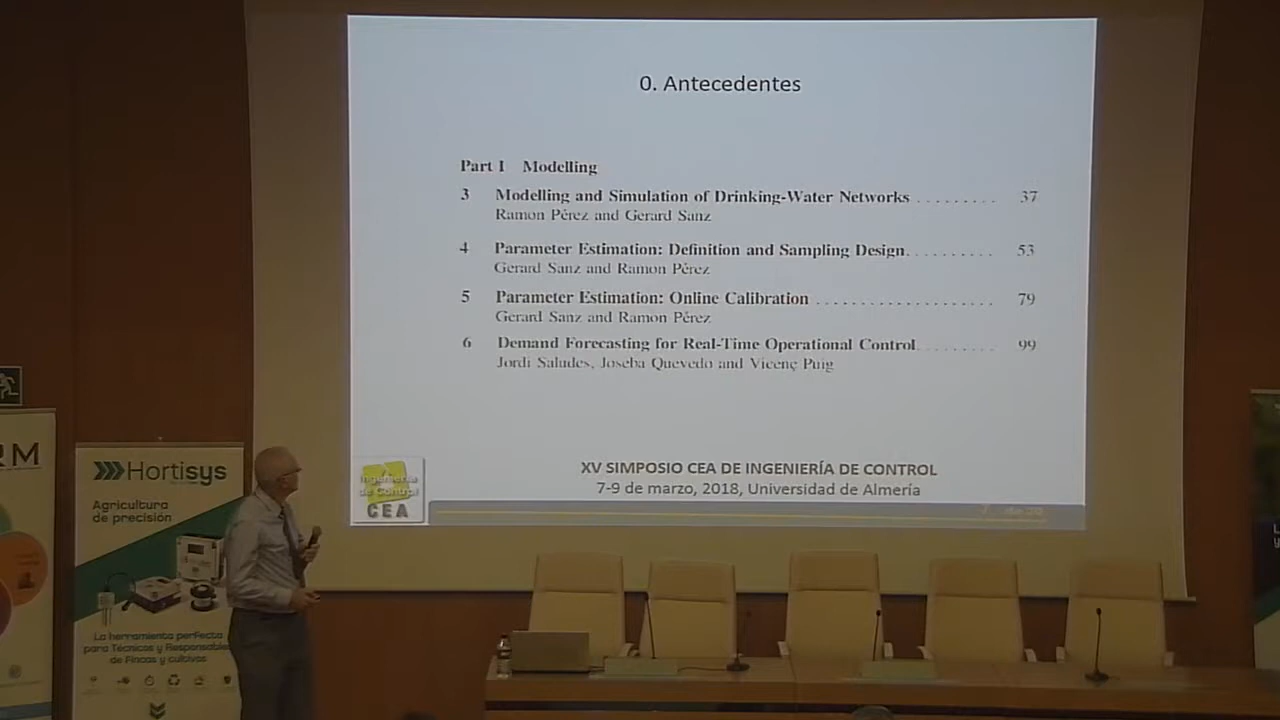 0. Antecedentes
Part I Modelling
3 Modelling and Simulation of Drinking-Water Networks ......... 37
Ramon Pérez and Gerard Sanz
4 Parameter Estimation: Definition and Sampling Design.......... 53
Gerard Sanz and Ramon Pérez
5 Parameter Estimation: Online Calibration ................... 79
Gerard Sanz and Ramon Pérez
6 Demand Forecasting for Real-Time Operational Control......... 99
Jordi Saludes, Joseba Quevedo and Vicenç Puig
Ingeniería
de Control
CEA
XV SIMPOSIO CEA DE INGENIERÍA DE CONTROL
7-9 de marzo, 2018, Universidad de Almería
RM
Hortisys
Agricultura
de precisión
La herramienta perfecta
para Técnicos y Responsables
de Fincas y cultivos